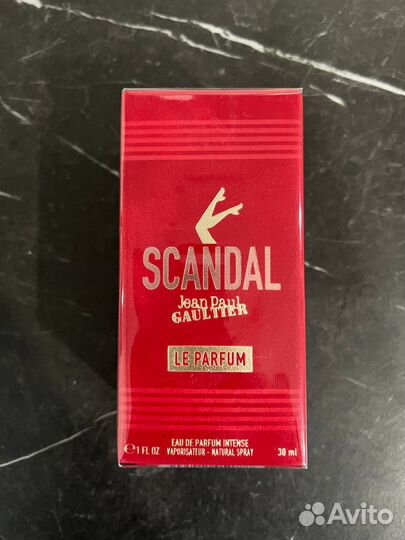 SCANDAL
Jean Paul
GAULTIER
LE PARFUM
EAU DE PARFUM INTENSE
℮1 FL OZ VAPORISATEUR - NATURAL SPRAY 30 ml
Avito